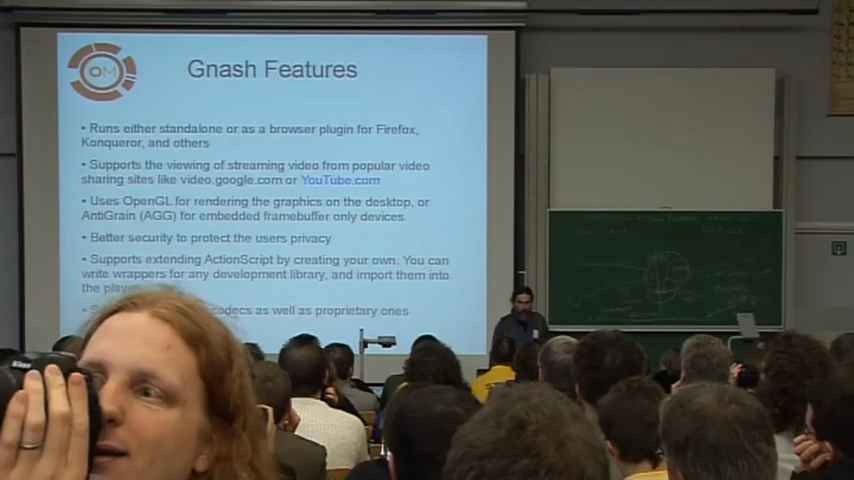 OM
Gnash Features
• Runs either standalone or as a browser plugin for Firefox,
Konqueror, and others
• Supports the viewing of streaming video from popular video
sharing sites like video.google.com or YouTube.com
• Uses OpenGL for rendering the graphics on the desktop, or
AntiGrain (AGG) for embedded framebuffer only devices
• Better security to protect the users privacy
• Supports extending ActionScript by creating your own. You can
write wrappers for any development library, and import them into
the
codecs as well as proprietary ones